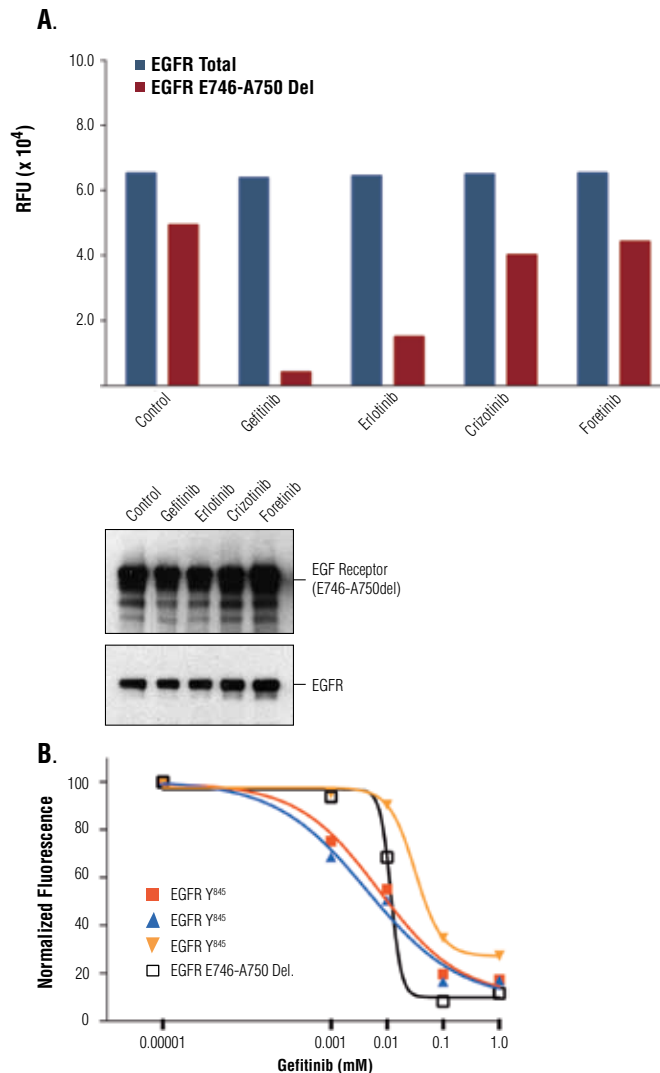 A.
10.0
EGFR Total
EGFR E746-A750 Del
8.0
RFU (x 10⁴)
6.0
4.0
2.0
Control
Gefitinib
Erlotinib
Crizotinib
Foretinib
Control
Gefitinib
Erlotinib
Crizotinib
Foretinib
EGF Receptor
(E746-A750del)
EGFR
B.
100
80
60
40
20
0
Normalized Fluorescence
EGFR Y⁸⁴⁵
EGFR Y⁸⁴⁵
EGFR Y⁸⁴⁵
EGFR E746-A750 Del.
0.00001
0.001
0.01
0.1
1.0
Gefitinib (mM)